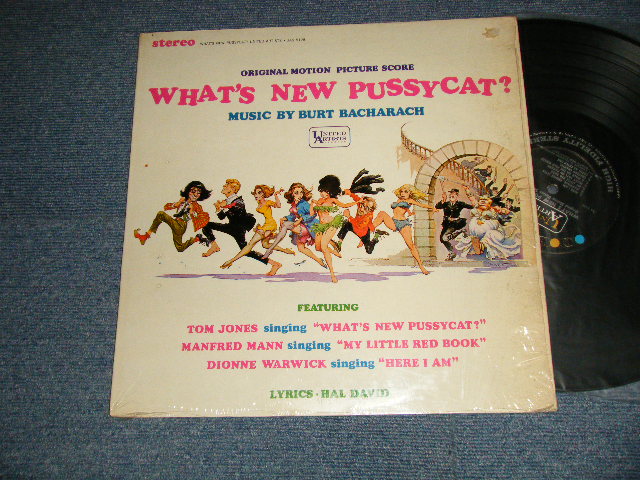 stereo
ORIGINAL MOTION PICTURE SCORE
WHAT'S NEW PUSSYCAT?
MUSIC BY BURT BACHARACH
UNITED
ARTISTS
FEATURING
TOM JONES singing "WHAT'S NEW PUSSYCAT?"
MANFRED MANN singing "MY LITTLE RED BOOK"
DIONNE WARWICK singing "HERE I AM"
LYRICS · HAL DAVID